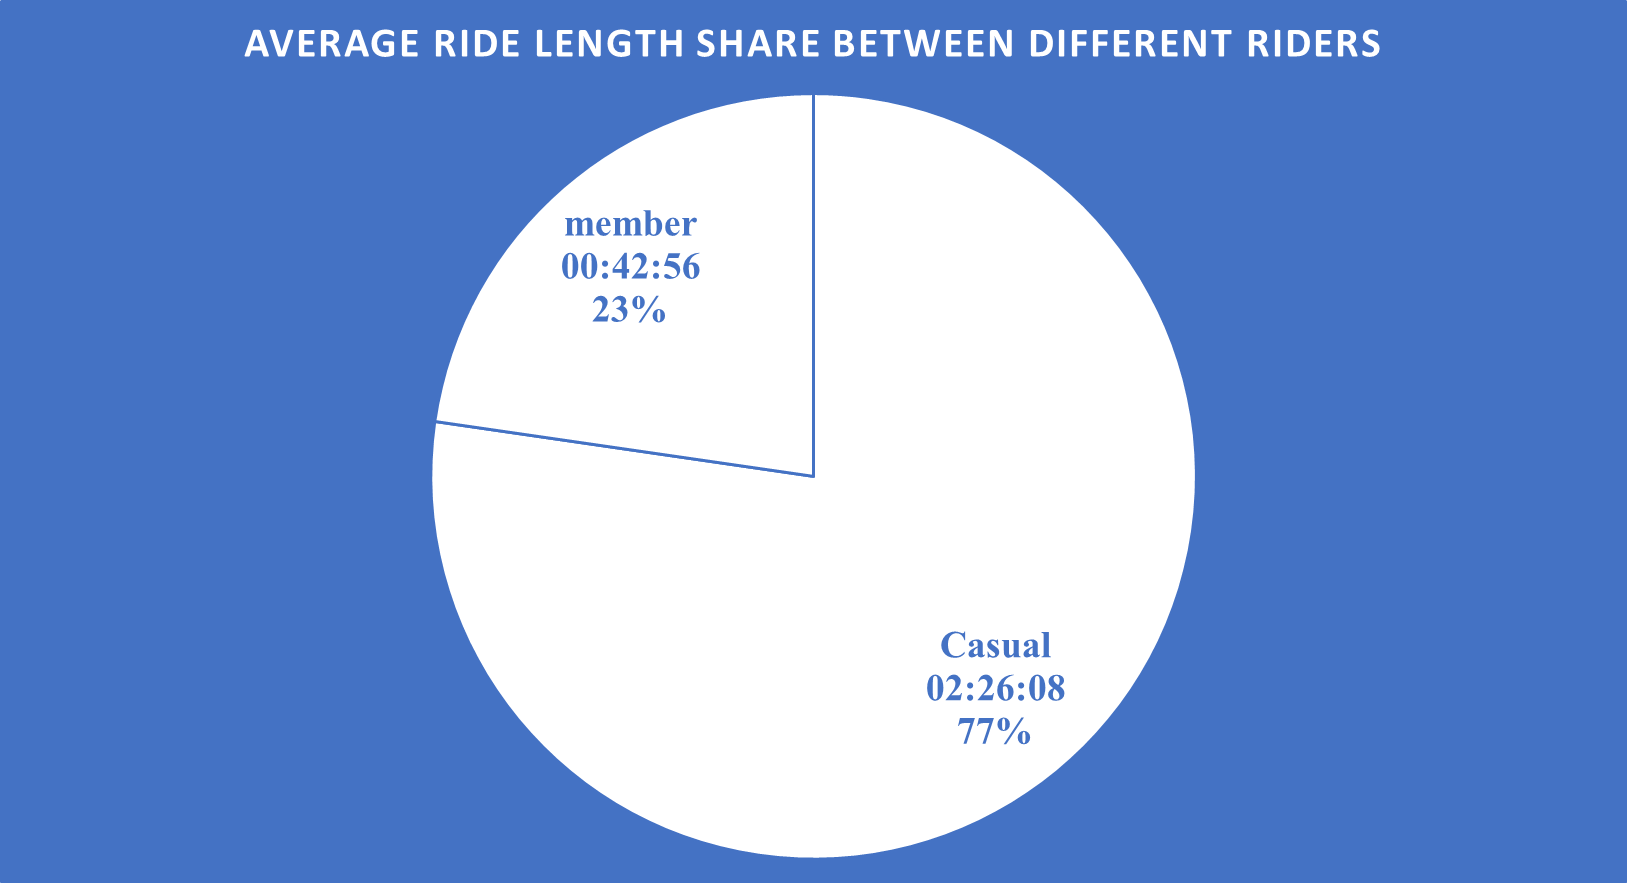 AVERAGE RIDE LENGTH SHARE BETWEEN DIFFERENT RIDERS
member
00:42:56
23%
Casual
02:26:08
77%